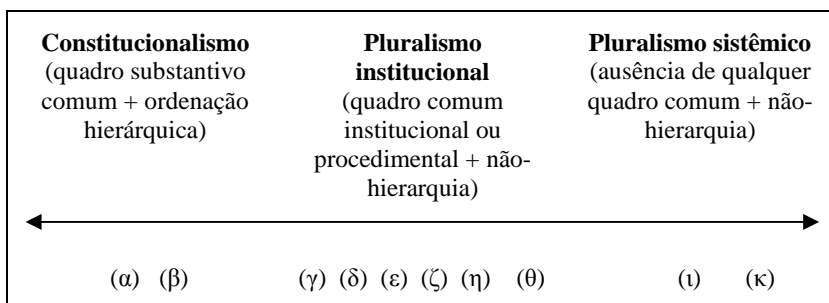 Constitucionalismo
(quadro substantivo
comum + ordenação
hierárquica)
Pluralismo
institucional
(quadro comum
institucional ou
procedimental + não-
hierarquia)
Pluralismo sistêmico
(ausência de qualquer
quadro comum + não-
hierarquia)
(α) (β) (γ) (δ) (ε) (ζ) (η) (θ) (ι) (κ)